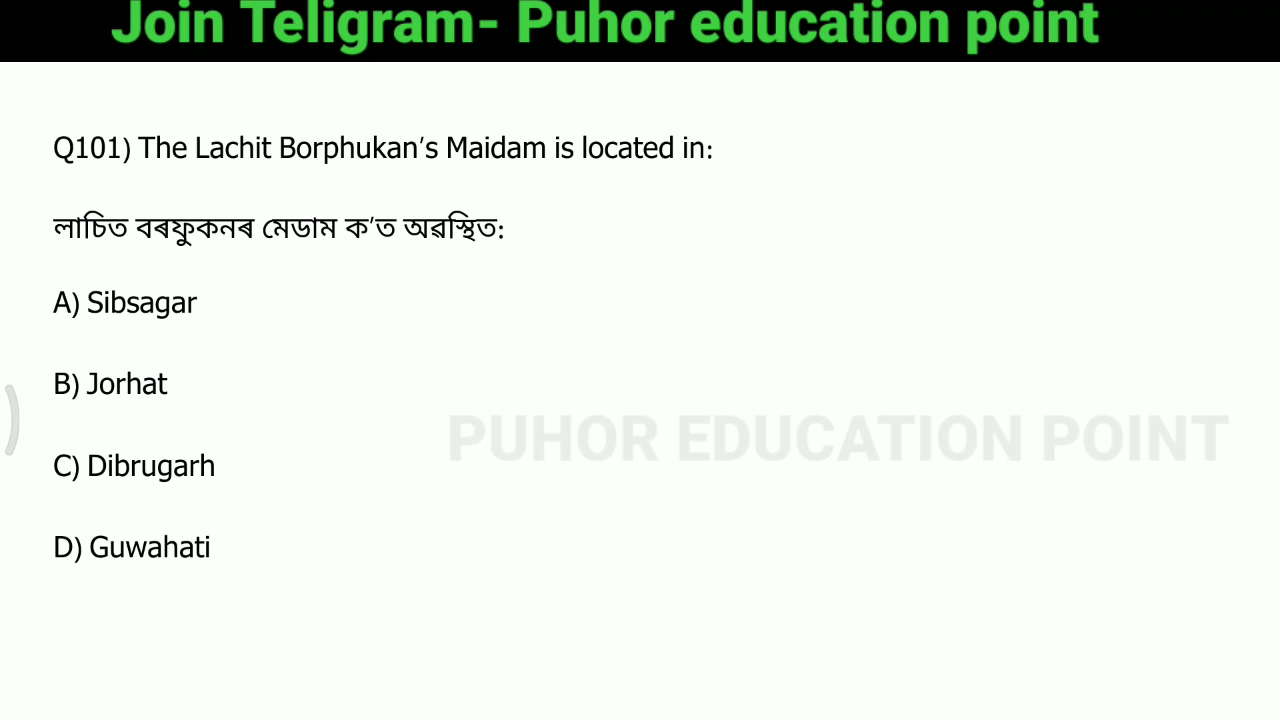 Join Teligram- Puhor education point
Q101) The Lachit Borphukan's Maidam is located in:
লাচিত বৰফুকনৰ মেডাম ক'ত অৱস্থিত:
A) Sibsagar
B) Jorhat
PUHOR EDUCATION POINT
C) Dibrugarh
D) Guwahati